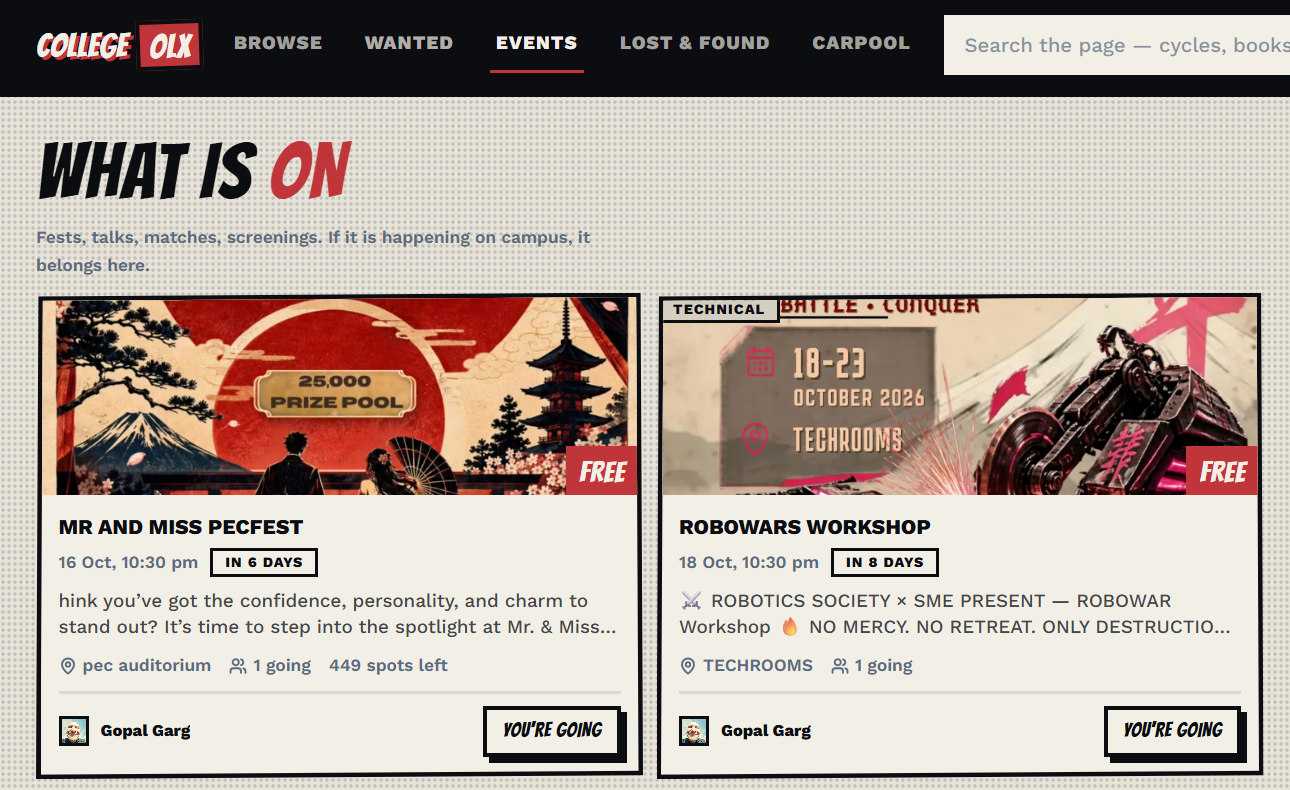 COLLEGE OLX BROWSE WANTED EVENTS LOST & FOUND CARPOOL Search the page — cycles, books
WHAT IS ON
Fests, talks, matches, screenings. If it is happening on campus, it
belongs here.
25,000
PRIZE POOL
FREE
MR AND MISS PECFEST
16 Oct, 10:30 pm IN 6 DAYS
hink you’ve got the confidence, personality, and charm to
stand out? It’s time to step into the spotlight at Mr. & Miss...
pec auditorium 1 going 449 spots left
Gopal Garg YOU'RE GOING
TECHNICAL BATTLE • CONQUER
18-23
OCTOBER 2026
TECHROOMS
FREE
ROBOWARS WORKSHOP
18 Oct, 10:30 pm IN 8 DAYS
⚔️ ROBOTICS SOCIETY × SME PRESENT — ROBOWAR
Workshop 🔥 NO MERCY. NO RETREAT. ONLY DESTRUCTIO...
TECHROOMS 1 going
Gopal Garg YOU'RE GOING